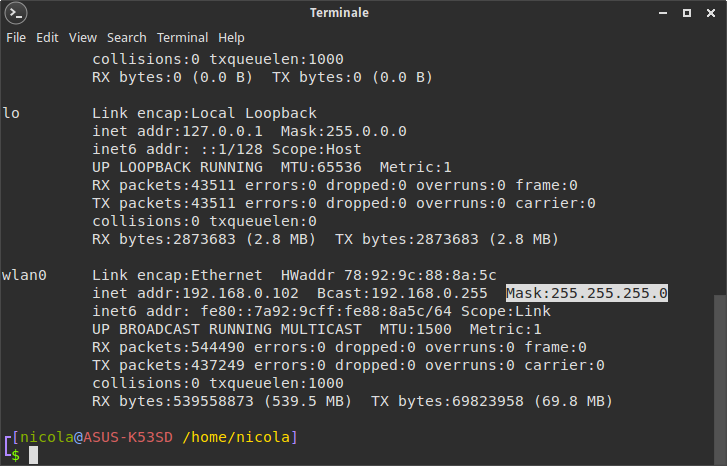 Terminale
File Edit View Search Terminal Help
collisions:0 txqueuelen:1000
RX bytes:0 (0.0 B)  TX bytes:0 (0.0 B)
lo        Link encap:Local Loopback
inet addr:127.0.0.1  Mask:255.0.0.0
inet6 addr: ::1/128 Scope:Host
UP LOOPBACK RUNNING  MTU:65536  Metric:1
RX packets:43511 errors:0 dropped:0 overruns:0 frame:0
TX packets:43511 errors:0 dropped:0 overruns:0 carrier:0
collisions:0 txqueuelen:0
RX bytes:2873683 (2.8 MB)  TX bytes:2873683 (2.8 MB)
wlan0     Link encap:Ethernet  HWaddr 78:92:9c:88:8a:5c
inet addr:192.168.0.102  Bcast:192.168.0.255  Mask:255.255.255.0
inet6 addr: fe80::7a92:9cff:fe88:8a5c/64 Scope:Link
UP BROADCAST RUNNING MULTICAST  MTU:1500  Metric:1
RX packets:544490 errors:0 dropped:0 overruns:0 frame:0
TX packets:437249 errors:0 dropped:0 overruns:0 carrier:0
collisions:0 txqueuelen:1000
RX bytes:539558873 (539.5 MB)  TX bytes:69823958 (69.8 MB)
[nicola@ASUS-K53SD /home/nicola]
$